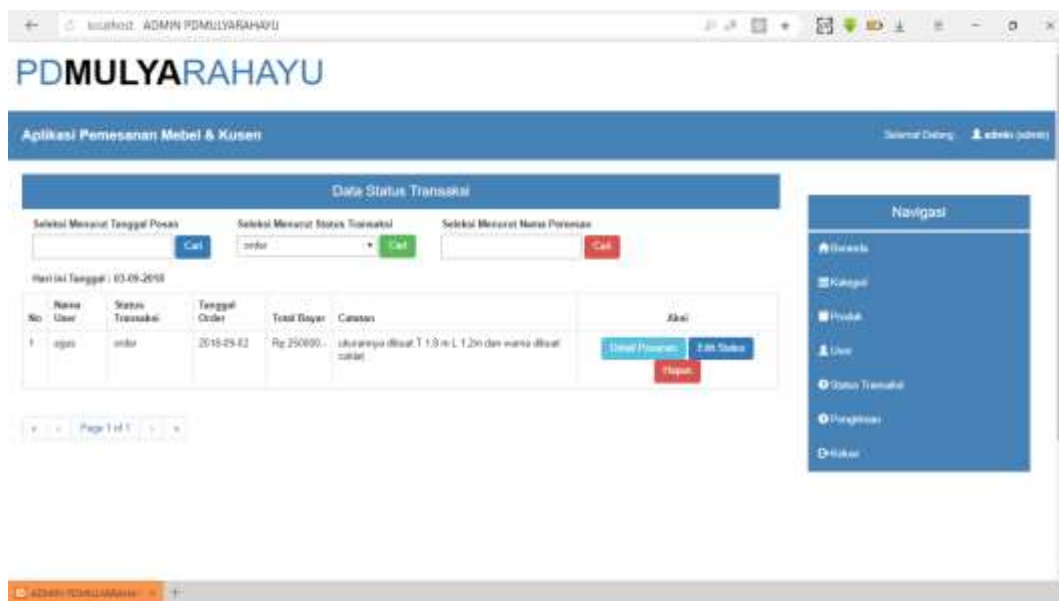 localhost ADMIN PDMULYARAHAYU
PDMULYARAHAYU
Aplikasi Pemesanan Mebel & Kusen
Selamat Datang, admin (admin)
Data Status Transaksi
Seleksi Menurut Tanggal Pesan Seleksi Menurut Status Transaksi Seleksi Menurut Nama Pemesan
Cari order Cari Cari
Hari ini Tanggal : 03-09-2018
No Nama User Status Transaksi Tanggal Order Total Bayar Catatan Aksi
1 agus order 2018-09-02 Rp 250000,- ukurannya dibuat T 1,8 m L 1,2m dan warna dibuat coklat Detail Pesanan Edit Status Hapus
« ‹ Page 1 of 1 › »
Navigasi
Beranda
Kategori
Produk
User
Status Transaksi
Pengiriman
Keluar
ADMIN PDMULYARAHAY